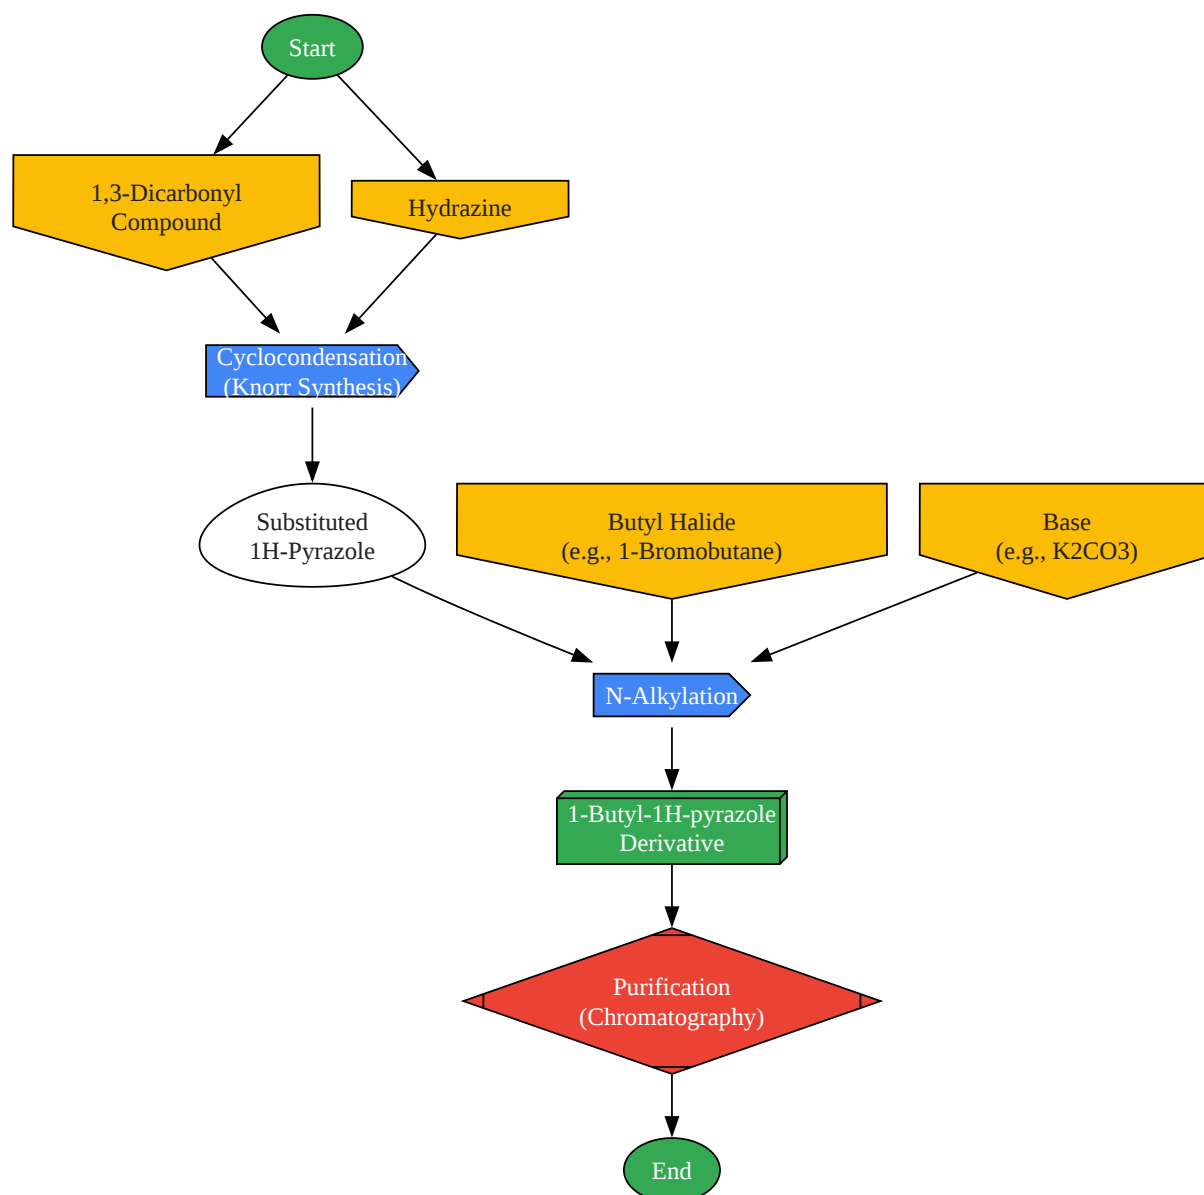 Start
1,3-Dicarbonyl
Compound
Hydrazine
Cyclocondensation
(Knorr Synthesis)
Substituted
1H-Pyrazole
Butyl Halide
(e.g., 1-Bromobutane)
Base
(e.g., K2CO3)
N-Alkylation
1-Butyl-1H-pyrazole
Derivative
Purification
(Chromatography)
End